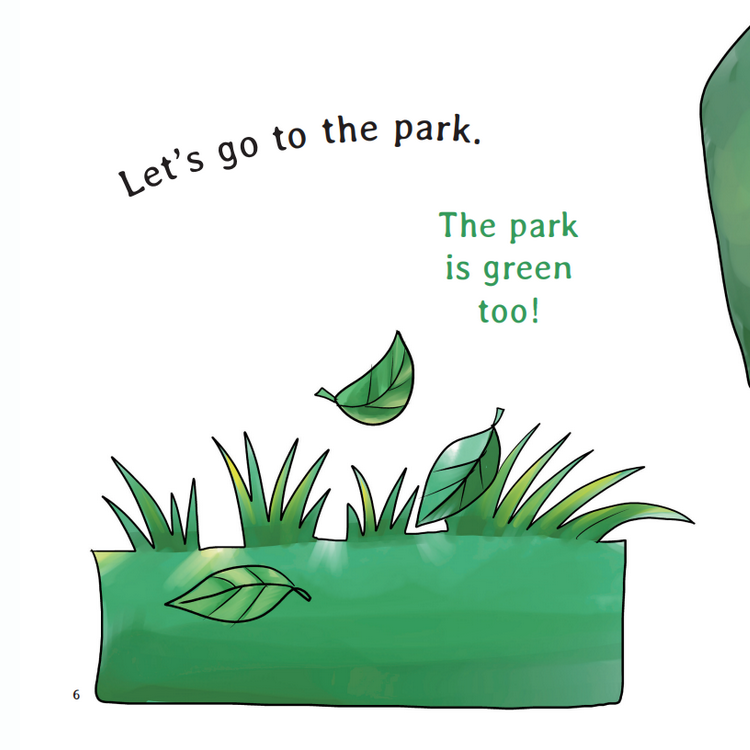 Let's go to the park.
The park
is green
too!
6